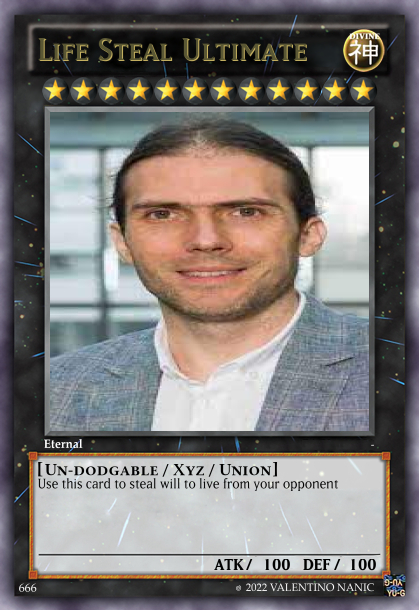 LIFE STEAL ULTIMATE
DIVINE
神
Eternal
[UN-DODGABLE / XYZ / UNION]
Use this card to steal will to live from your opponent
ATK/ 100 DEF/ 100
666
© 2022 VALENTINO NANIC